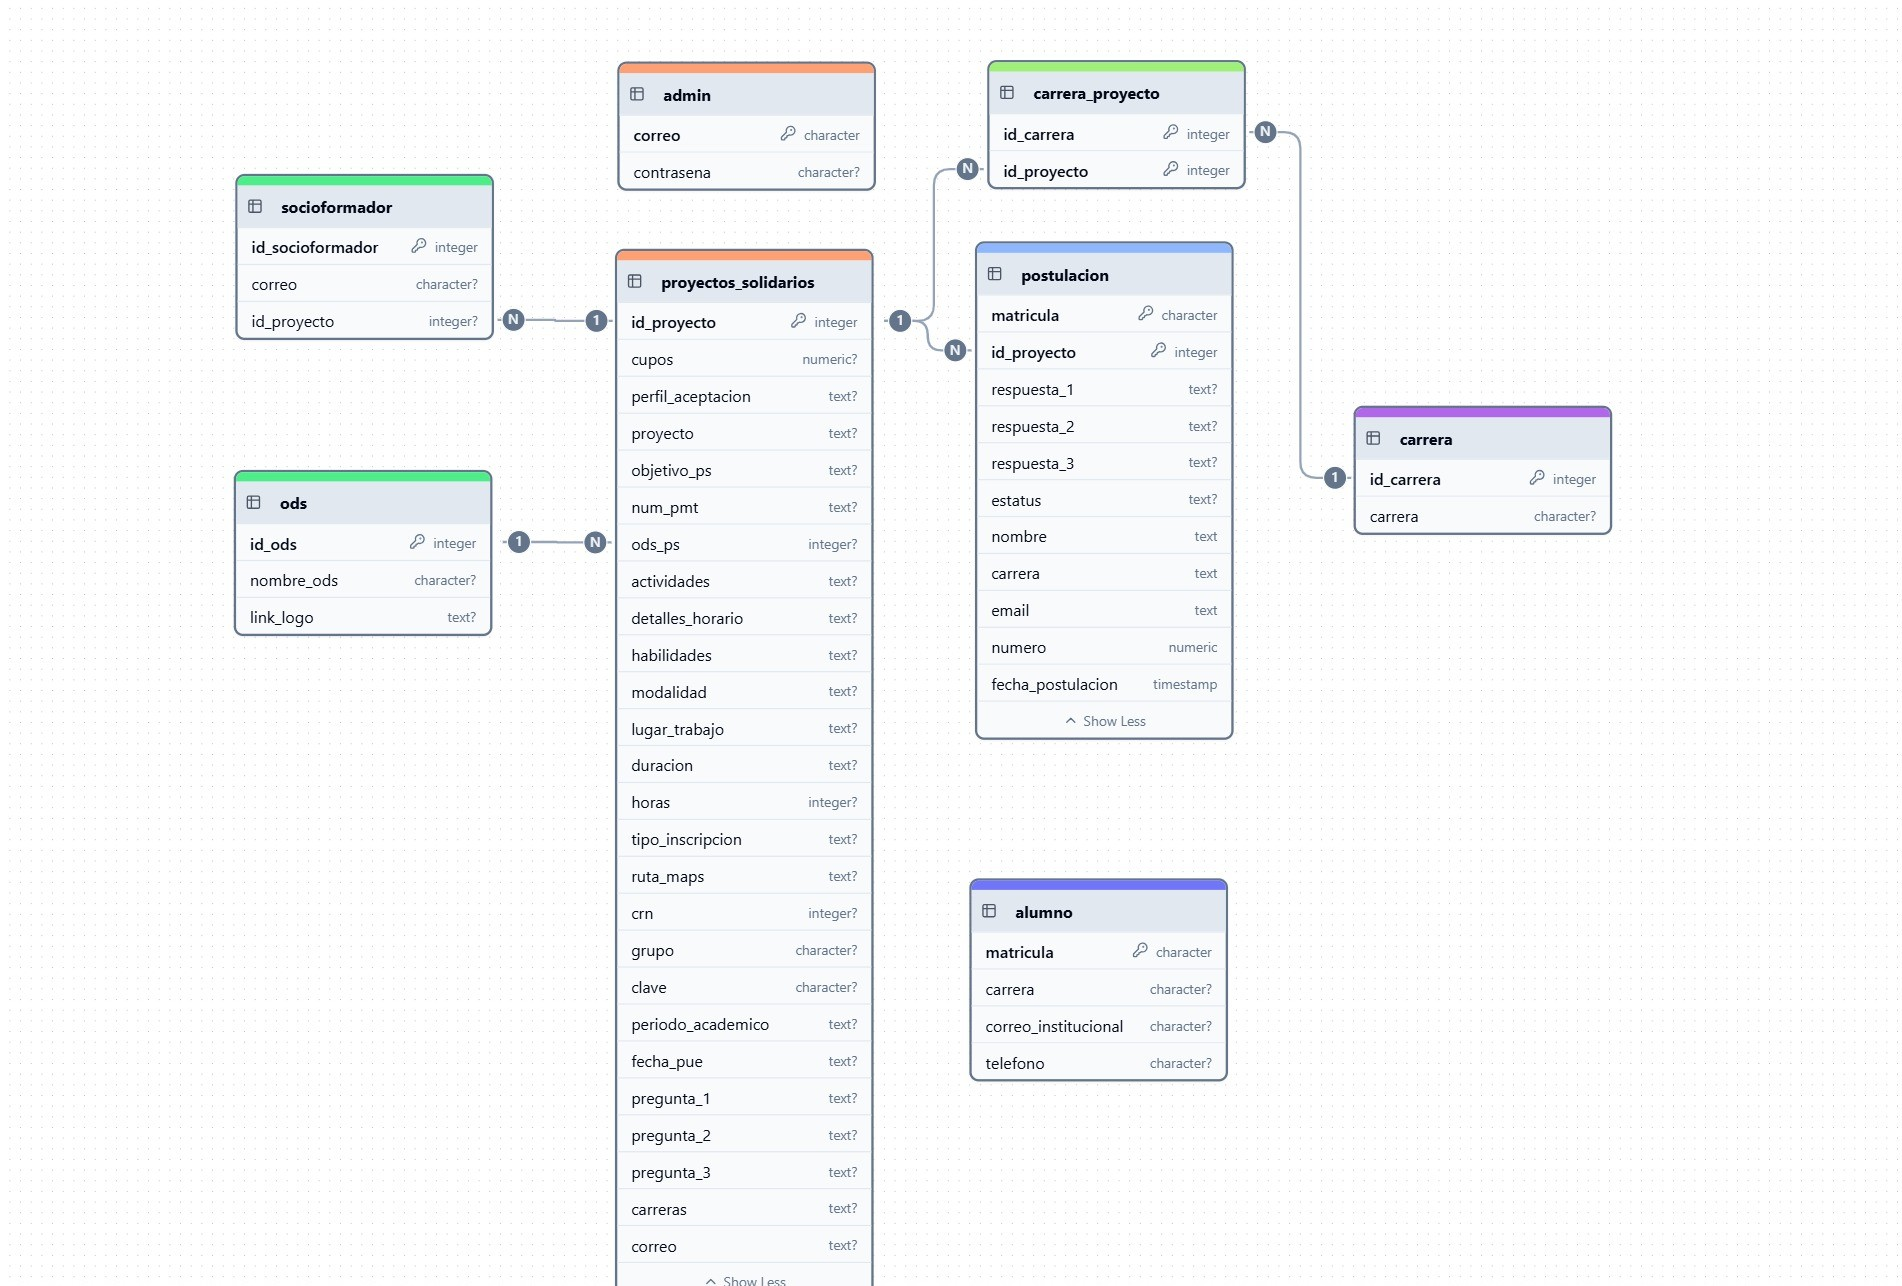 admin
correo character
contrasena character?
carrera_proyecto
id_carrera integer
id_proyecto integer
N
N
socioformador
id_socioformador integer
correo character?
id_proyecto integer?
N
1
proyectos_solidarios
id_proyecto integer
cupos numeric?
perfil_aceptacion text?
proyecto text?
objetivo_ps text?
num_pmt text?
ods_ps integer?
actividades text?
detalles_horario text?
habilidades text?
modalidad text?
lugar_trabajo text?
duracion text?
horas integer?
tipo_inscripcion text?
ruta_maps text?
crn integer?
grupo character?
clave character?
periodo_academico text?
fecha_pue text?
pregunta_1 text?
pregunta_2 text?
pregunta_3 text?
carreras text?
correo text?
Show Less
1
N
postulacion
matricula character
id_proyecto integer
respuesta_1 text?
respuesta_2 text?
respuesta_3 text?
estatus text?
nombre text
carrera text
email text
numero numeric
fecha_postulacion timestamp
Show Less
1
carrera
id_carrera integer
carrera character?
ods
id_ods integer
nombre_ods character?
link_logo text?
1
N
alumno
matricula character
carrera character?
correo_institucional character?
telefono character?